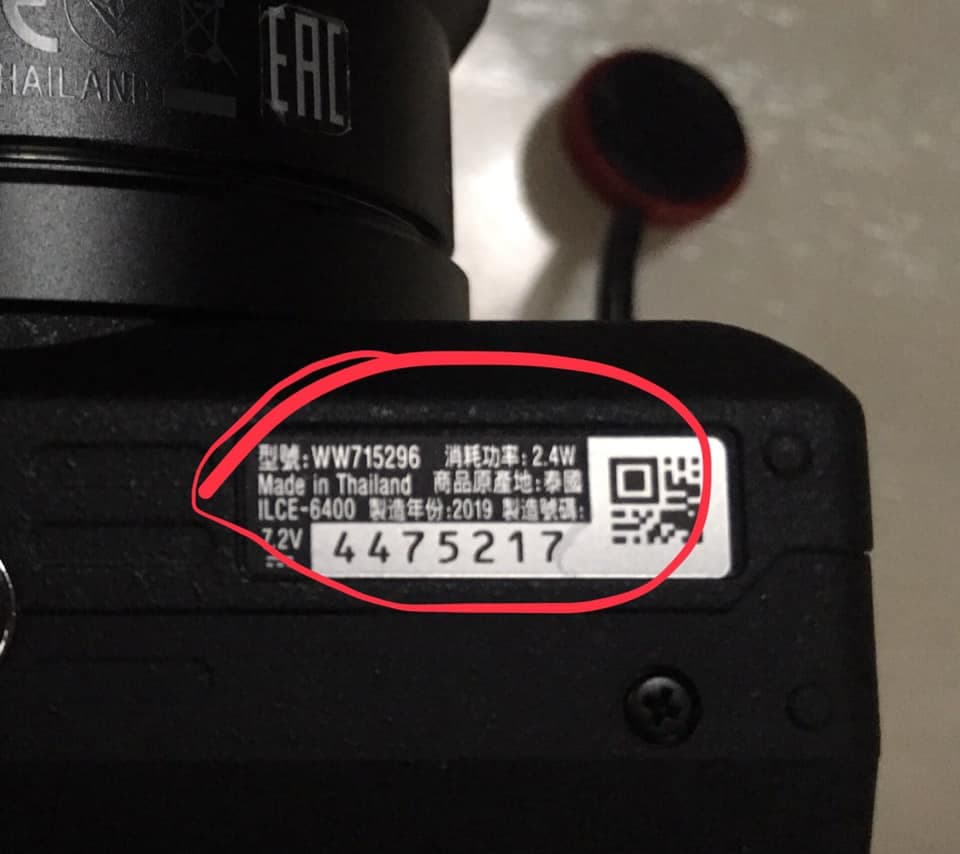 HAILAND
EAC
型號:WW715296 消耗功率:2.4W
Made in Thailand 商品原產地:泰國
ILCE-6400 製造年份:2019 製造號碼:
7.2V 4475217